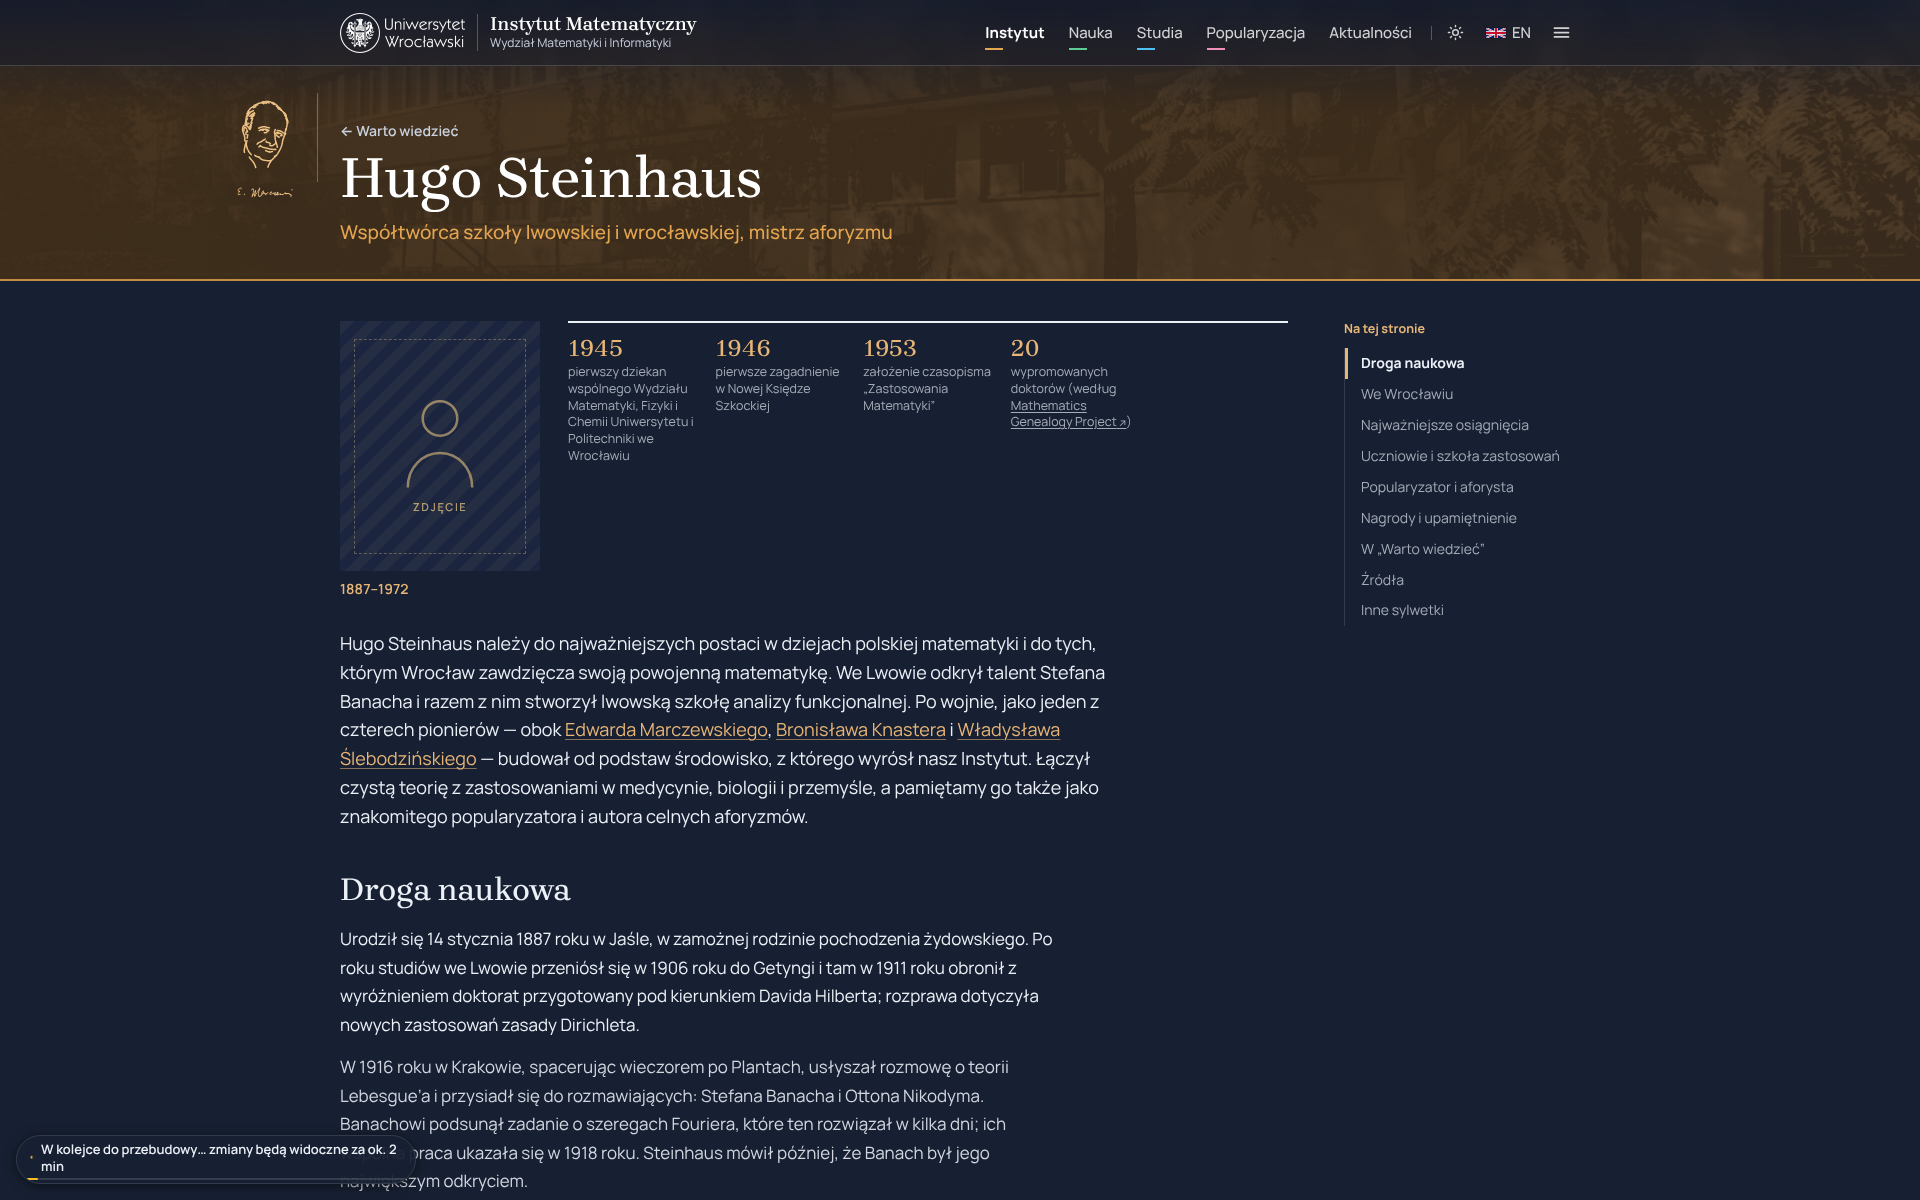 Uniwersytet
Wrocławski
Instytut Matematyczny
Wydział Matematyki i Informatyki
Instytut
Nauka
Studia
Popularyzacja
Aktualności
EN
← Warto wiedzieć
Hugo Steinhaus
Współtwórca szkoły lwowskiej i wrocławskiej, mistrz aforyzmu
ZDJĘCIE
1887–1972
1945
pierwszy dziekan
wspólnego Wydziału
Matematyki, Fizyki i
Chemii Uniwersytetu i
Politechniki we
Wrocławiu
1946
pierwsze zagadnienie
w Nowej Księdze
Szkockiej
1953
założenie czasopisma
„Zastosowania
Matematyki”
20
wypromowanych
doktorów (według
Mathematics
Genealogy Project ↗)
Na tej stronie
Droga naukowa
We Wrocławiu
Najważniejsze osiągnięcia
Uczniowie i szkoła zastosowań
Popularyzator i aforysta
Nagrody i upamiętnienie
W „Warto wiedzieć”
Źródła
Inne sylwetki
Hugo Steinhaus należy do najważniejszych postaci w dziejach polskiej matematyki i do tych,
którym Wrocław zawdzięcza swoją powojenną matematykę. We Lwowie odkrył talent Stefana
Banacha i razem z nim stworzył lwowską szkołę analizy funkcjonalnej. Po wojnie, jako jeden z
czterech pionierów — obok Edwarda Marczewskiego, Bronisława Knastera i Władysława
Ślebodzińskiego — budował od podstaw środowisko, z którego wyrósł nasz Instytut. Łączył
czystą teorię z zastosowaniami w medycynie, biologii i przemyśle, a pamiętamy go także jako
znakomitego popularyzatora i autora celnych aforyzmów.
Droga naukowa
Urodził się 14 stycznia 1887 roku w Jaśle, w zamożnej rodzinie pochodzenia żydowskiego. Po
roku studiów we Lwowie przeniósł się w 1906 roku do Getyngi i tam w 1911 roku obronił z
wyróżnieniem doktorat przygotowany pod kierunkiem Davida Hilberta; rozprawa dotyczyła
nowych zastosowań zasady Dirichleta.
W 1916 roku w Krakowie, spacerując wieczorem po Plantach, usłyszał rozmowę o teorii
Lebesgue’a i przysiadł się do rozmawiających: Stefana Banacha i Ottona Nikodyma.
Banachowi podsunął zadanie o szeregach Fouriera, które ten rozwiązał w kilka dni; ich
praca ukazała się w 1918 roku. Steinhaus mówił później, że Banach był jego
największym odkryciem.
W kolejce do przebudowy… zmiany będą widoczne za ok. 2
min